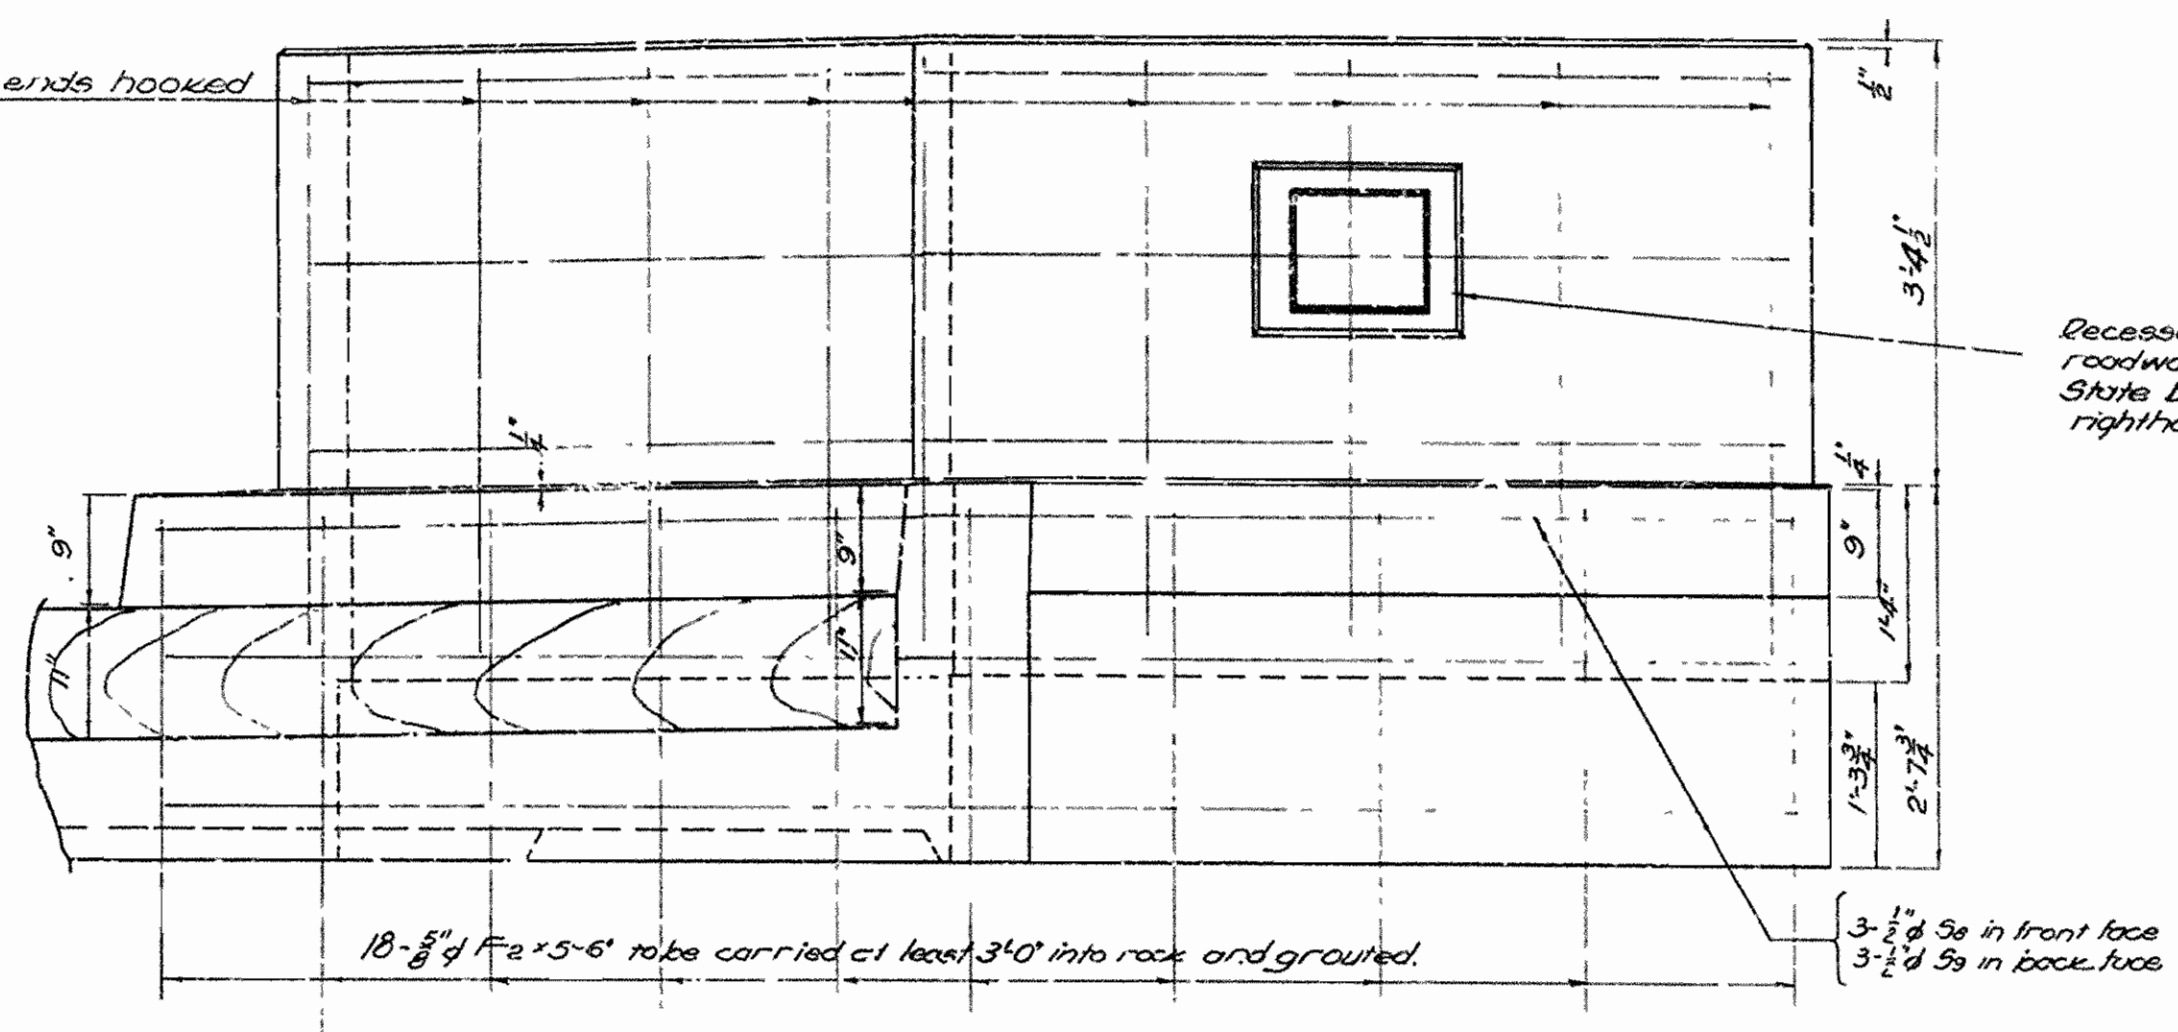 ends hooked
1/2"
3'-4 1/2"
Recess
roadwa
State
rightha
1/4"
1/4"
9"
9"
9"
1'-4"
11"
11"
1'-3 3/4"
2'-7 3/4"
18-5/8"φ F2 x 5-6" to be carried at least 3'-0" into rock and grouted.
3-1/2"φ S8 in front face
3-1/2"φ S9 in back face